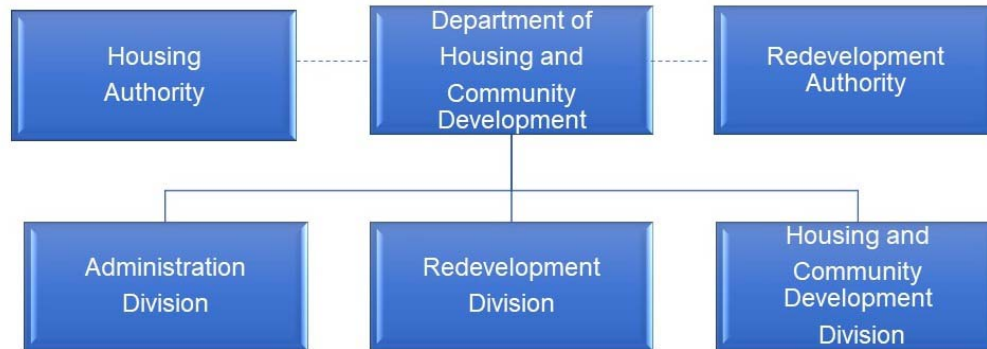 Housing
Authority
Department of
Housing and
Community
Development
Redevelopment
Authority
Administration
Division
Redevelopment
Division
Housing and
Community
Development
Division